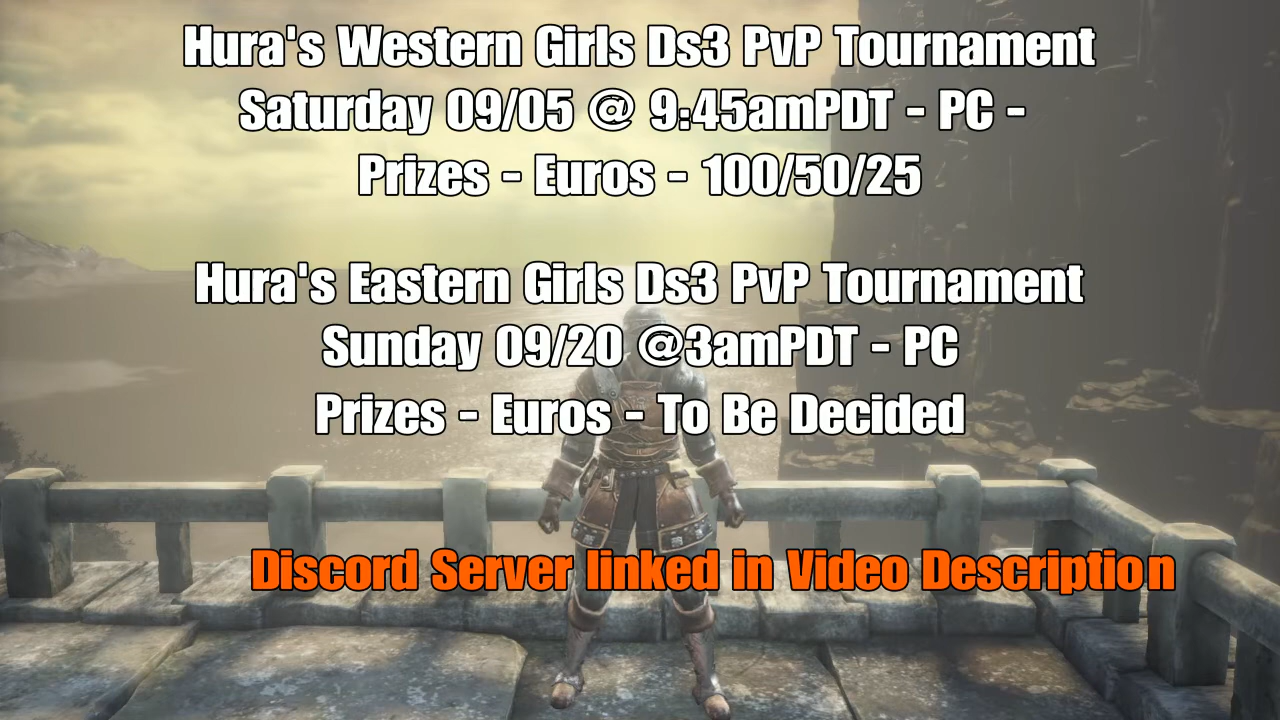 Hura's Western Girls Ds3 PvP Tournament
Saturday 09/05 @ 9:45amPDT - PC -
Prizes - Euros - 100/50/25
Hura's Eastern Girls Ds3 PvP Tournament
Sunday 09/20 @3amPDT - PC
Prizes - Euros - To Be Decided
Discord Server linked in Video Description